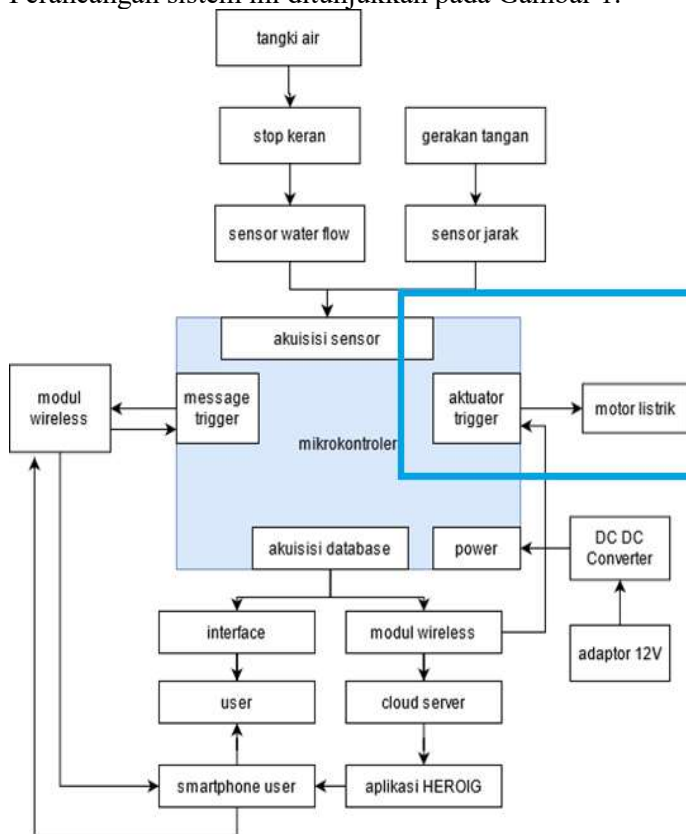 Perancangan sistem ini ditunjukkan pada Gambar 1.
tangki air
stop keran
gerakan tangan
sensor water flow
sensor jarak
akuisisi sensor
modul
wireless
message
trigger
aktuator
trigger
motor listrik
mikrokontroler
akuisisi database
power
DC DC
Converter
interface
modul wireless
adaptor 12V
user
cloud server
smartphone user
aplikasi HEROIG